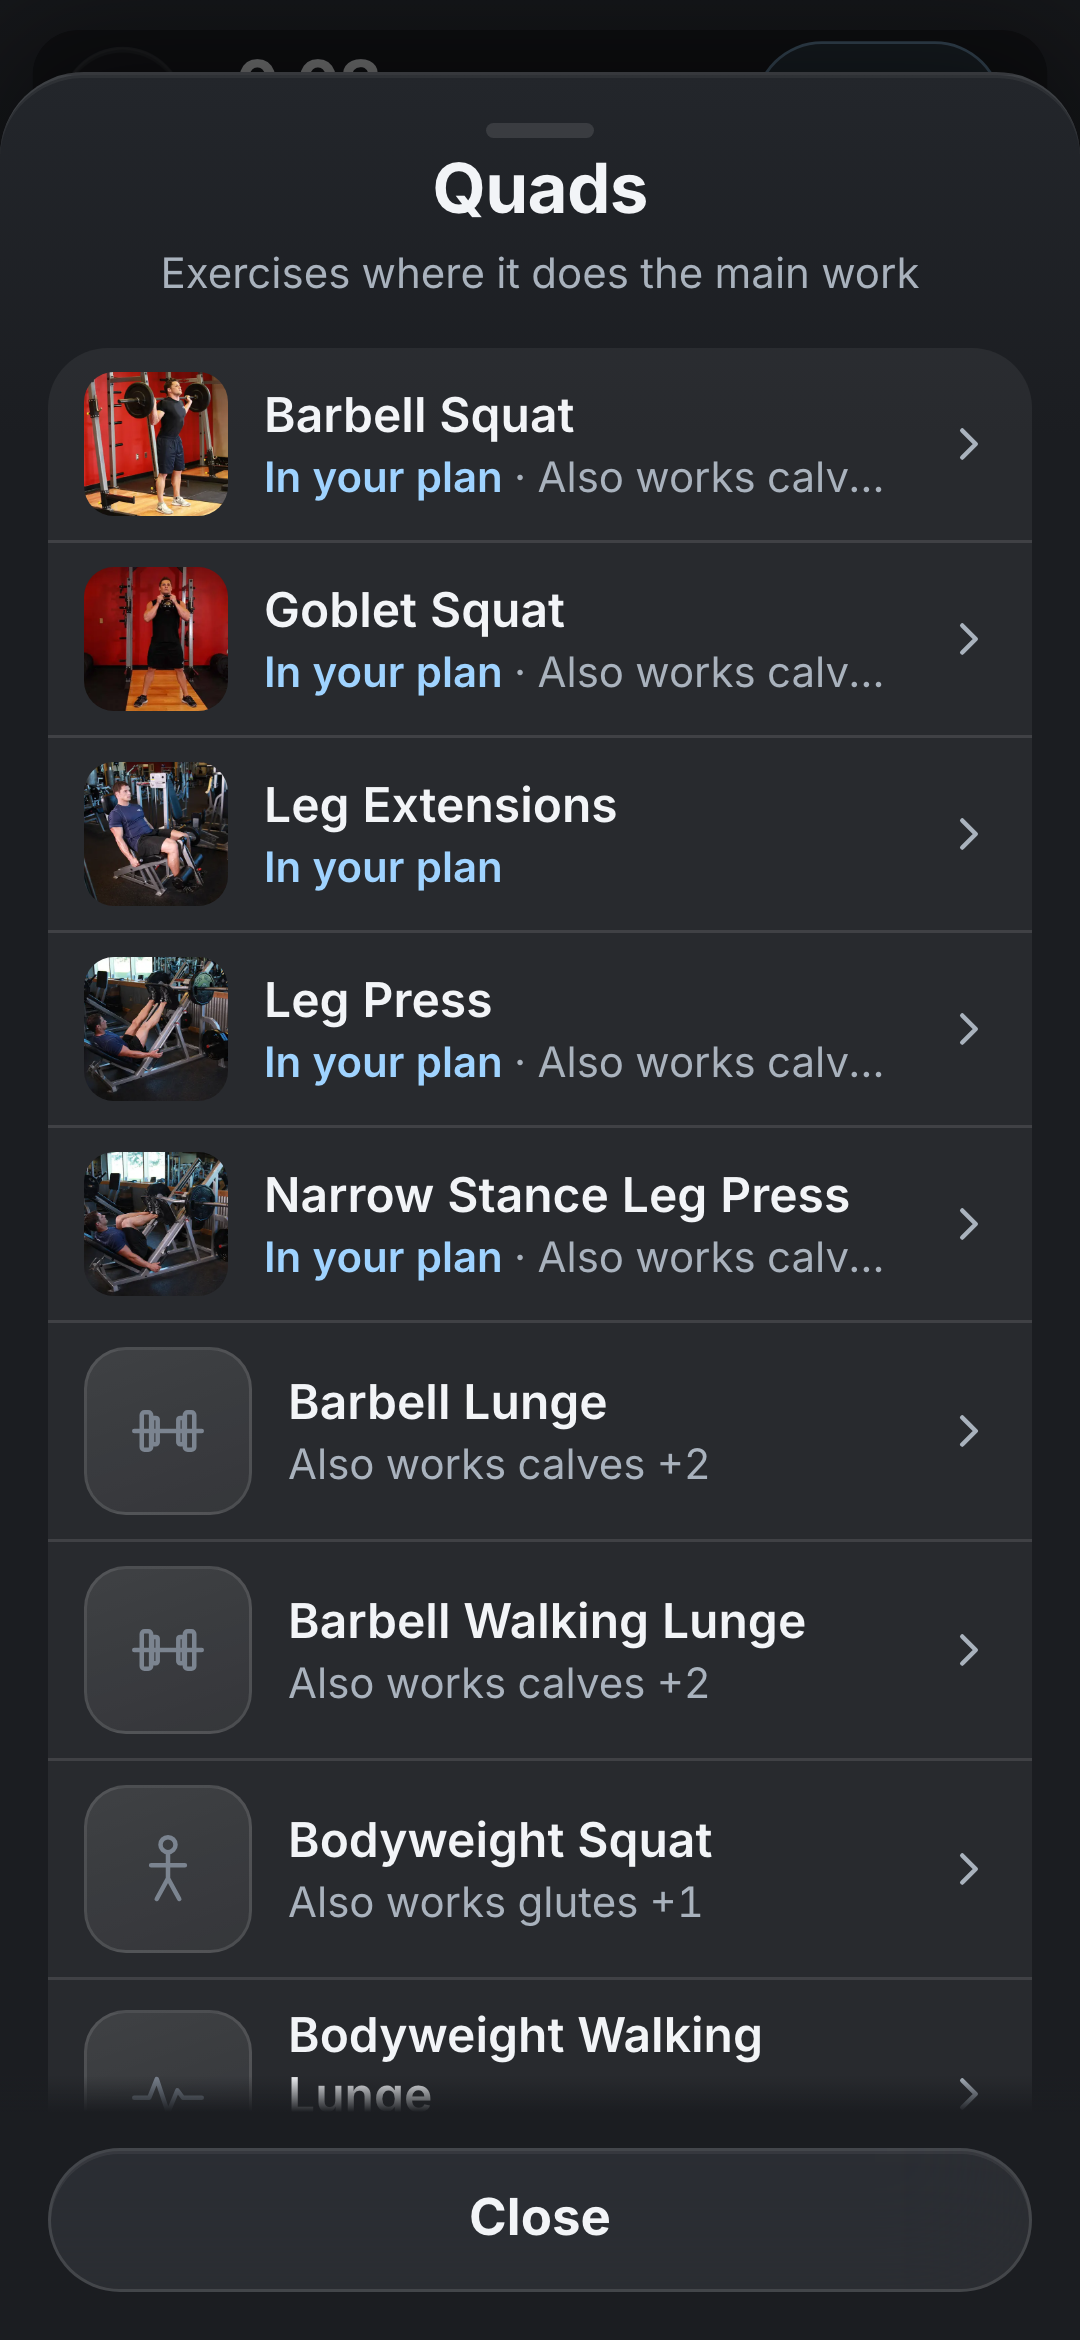 Quads
Exercises where it does the main work
Barbell Squat
In your plan · Also works calv...
Goblet Squat
In your plan · Also works calv...
Leg Extensions
In your plan
Leg Press
In your plan · Also works calv...
Narrow Stance Leg Press
In your plan · Also works calv...
Barbell Lunge
Also works calves +2
Barbell Walking Lunge
Also works calves +2
Bodyweight Squat
Also works glutes +1
Bodyweight Walking
Lunge
Close